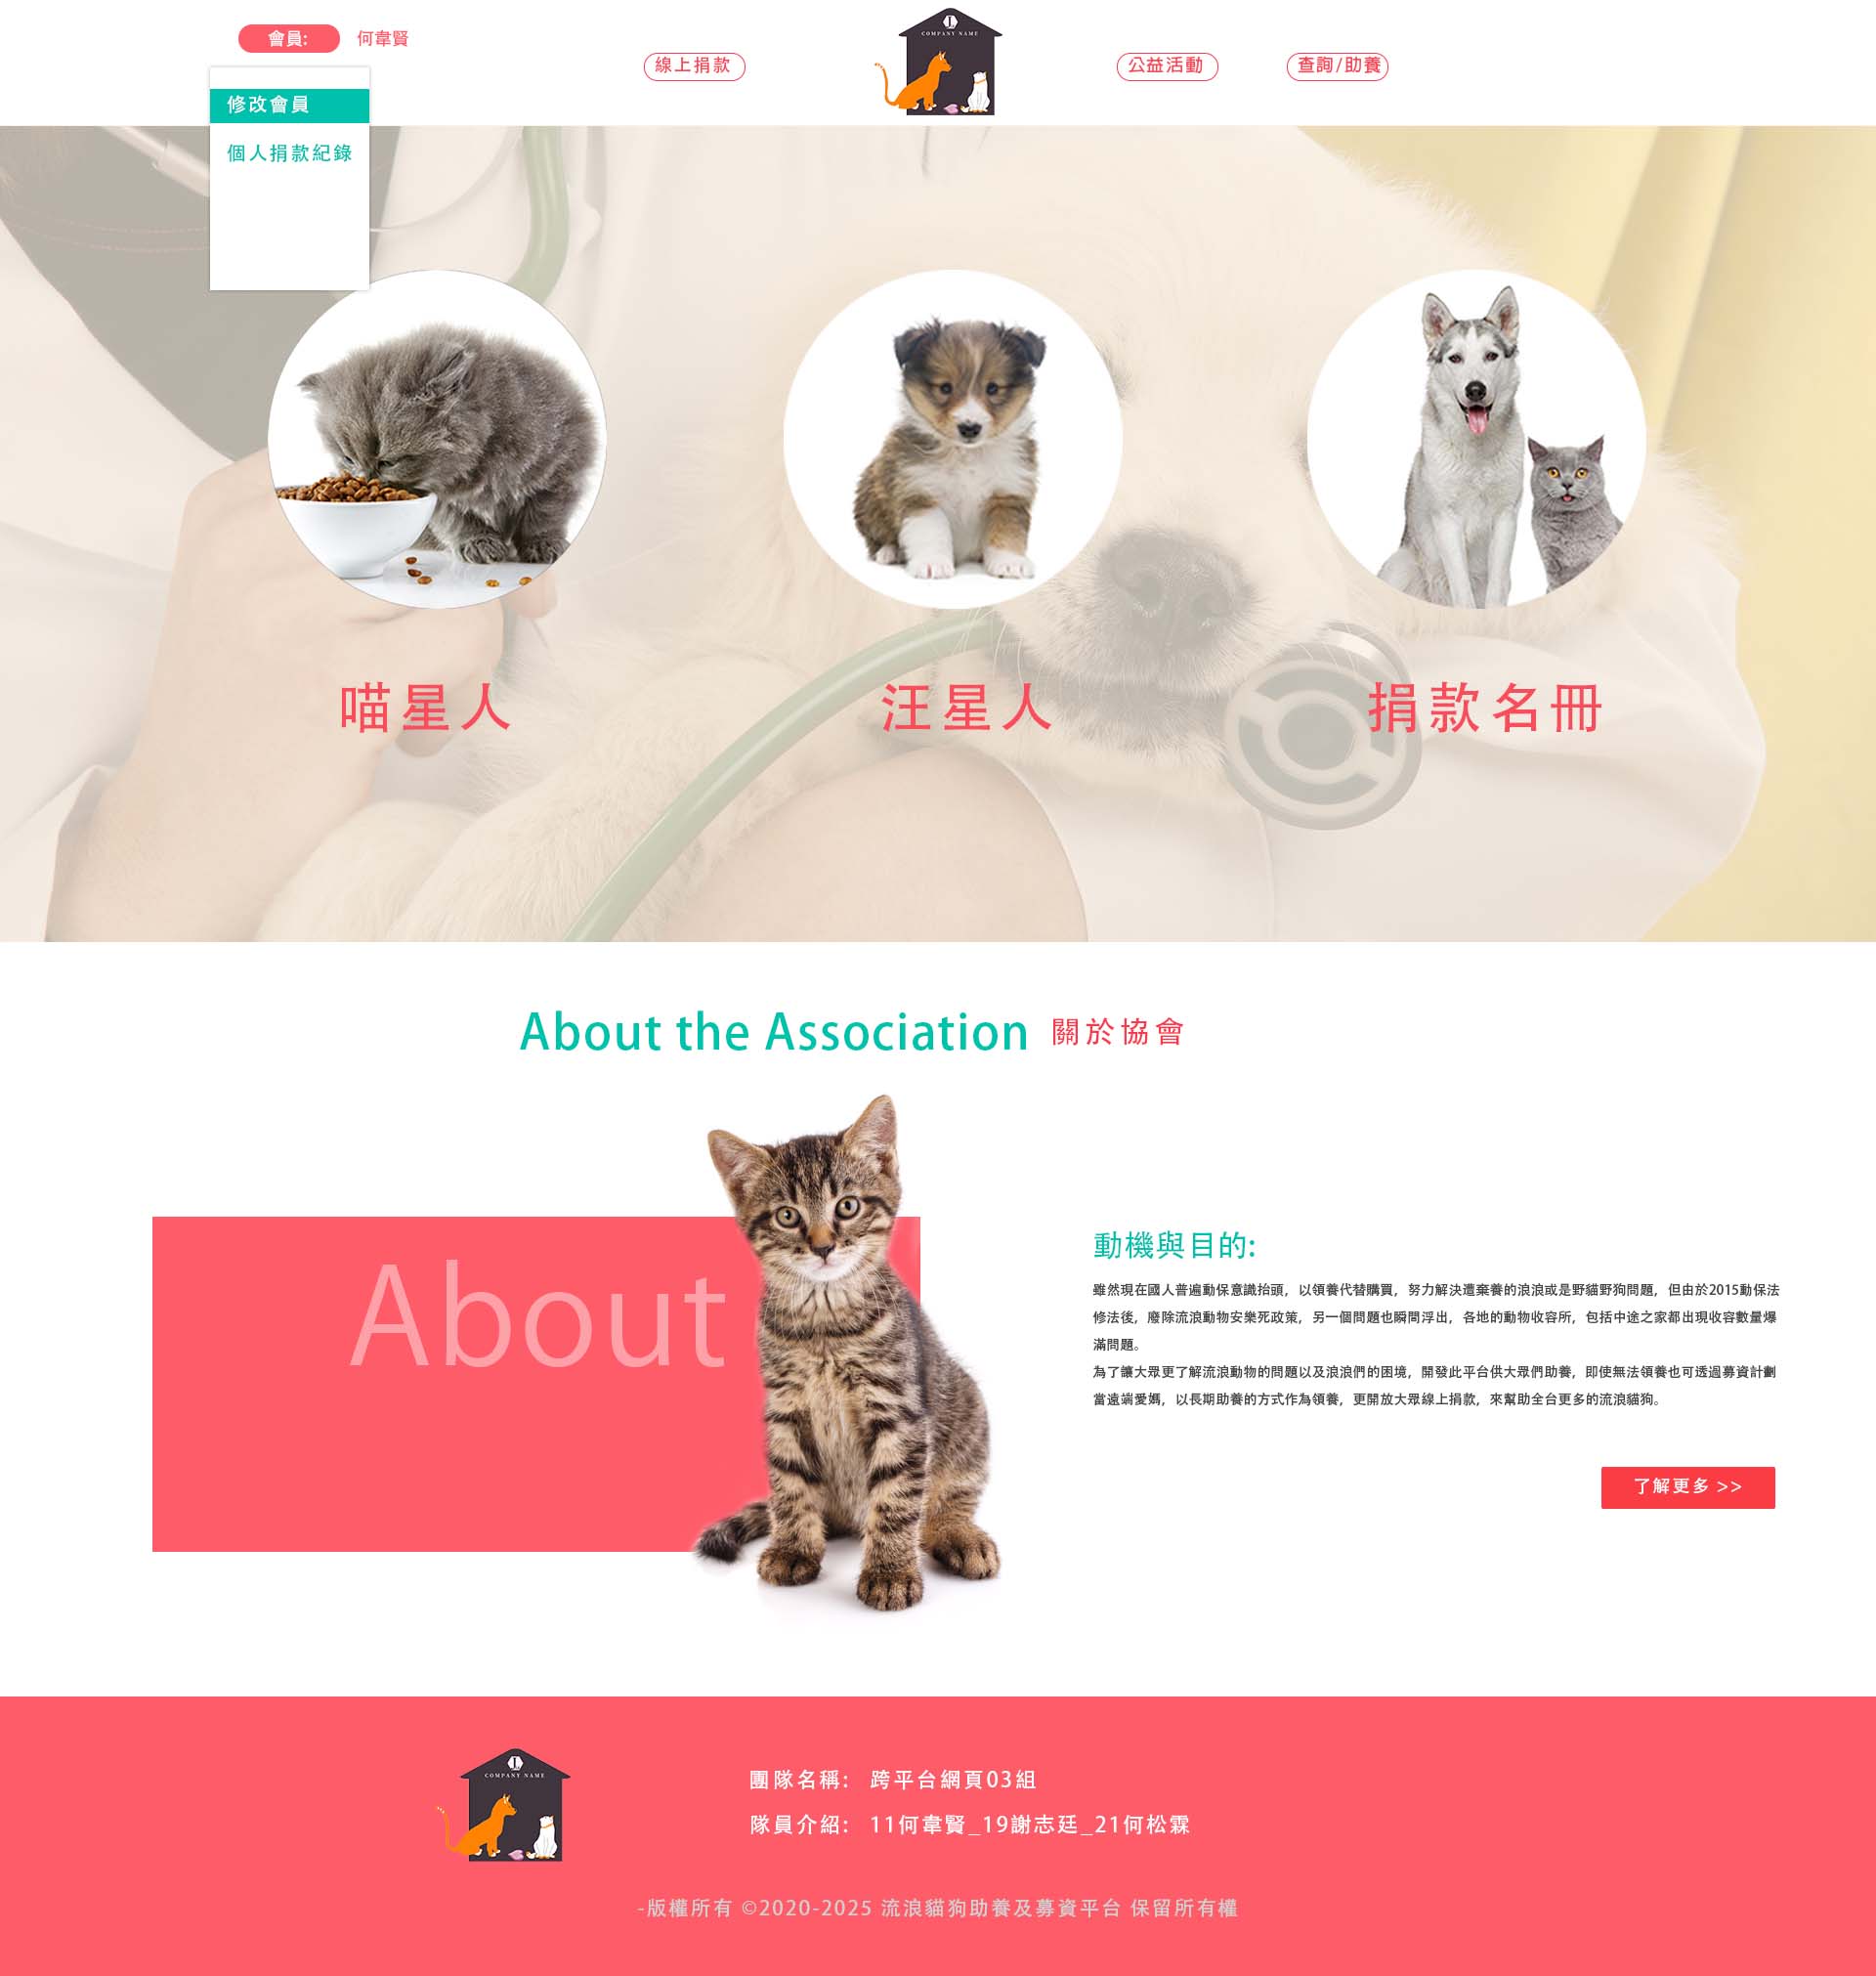 會員: 何韋賢
修改會員
個人捐款紀錄
線上捐款
L
COMPANY NAME
公益活動
查詢/助養
喵星人
汪星人
捐款名冊
About the Association 關於協會
About
動機與目的:
雖然現在國人普遍動保意識抬頭，以領養代替購買，努力解決遭棄養的浪浪或是野貓野狗問題，但由於2015動保法
修法後，廢除流浪動物安樂死政策，另一個問題也瞬間浮出，各地的動物收容所，包括中途之家都出現收容數量爆
滿問題。
為了讓大眾更了解流浪動物的問題以及浪浪們的困境，開發此平台供大眾們助養，即使無法領養也可透過募資計劃
當遠端愛媽，以長期助養的方式作為領養，更開放大眾線上捐款，來幫助全台更多的流浪貓狗。
了解更多 >>
L
COMPANY NAME
團隊名稱: 跨平台網頁03組
隊員介紹: 11何韋賢_19謝志廷_21何松霖
-版權所有 ©2020-2025 流浪貓狗助養及募資平台 保留所有權